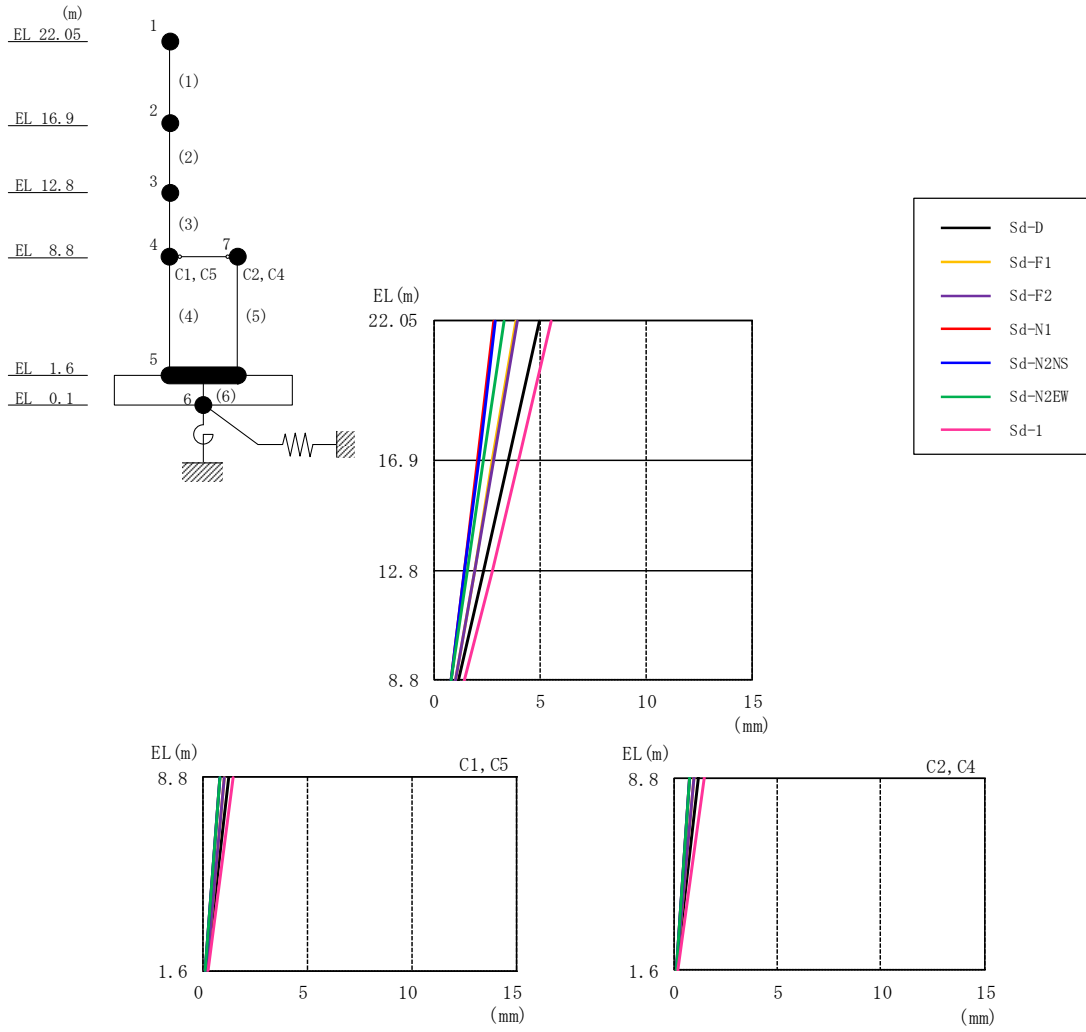 (m)
EL 22.05
EL 16.9
EL 12.8
EL 8.8
EL 1.6
EL 0.1
1
(1)
2
(2)
3
(3)
4
7
C1,C5
C2,C4
(4)
(5)
5
6
(6)
Sd-D
Sd-F1
Sd-F2
Sd-N1
Sd-N2NS
Sd-N2EW
Sd-1
EL(m)
22.05
16.9
12.8
8.8
0 5 10 15
(mm)
EL(m)
C1,C5
8.8
1.6
0 5 10 15
(mm)
EL(m)
C2,C4
8.8
1.6
0 5 10 15
(mm)